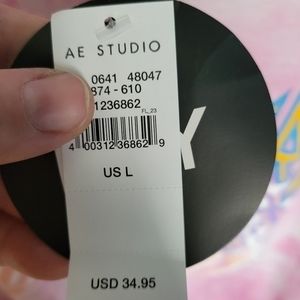 AE STUDIO
0641 48047
874 - 610
1236862
FL_23
4 00312 36862 9
US L
USD 34.95